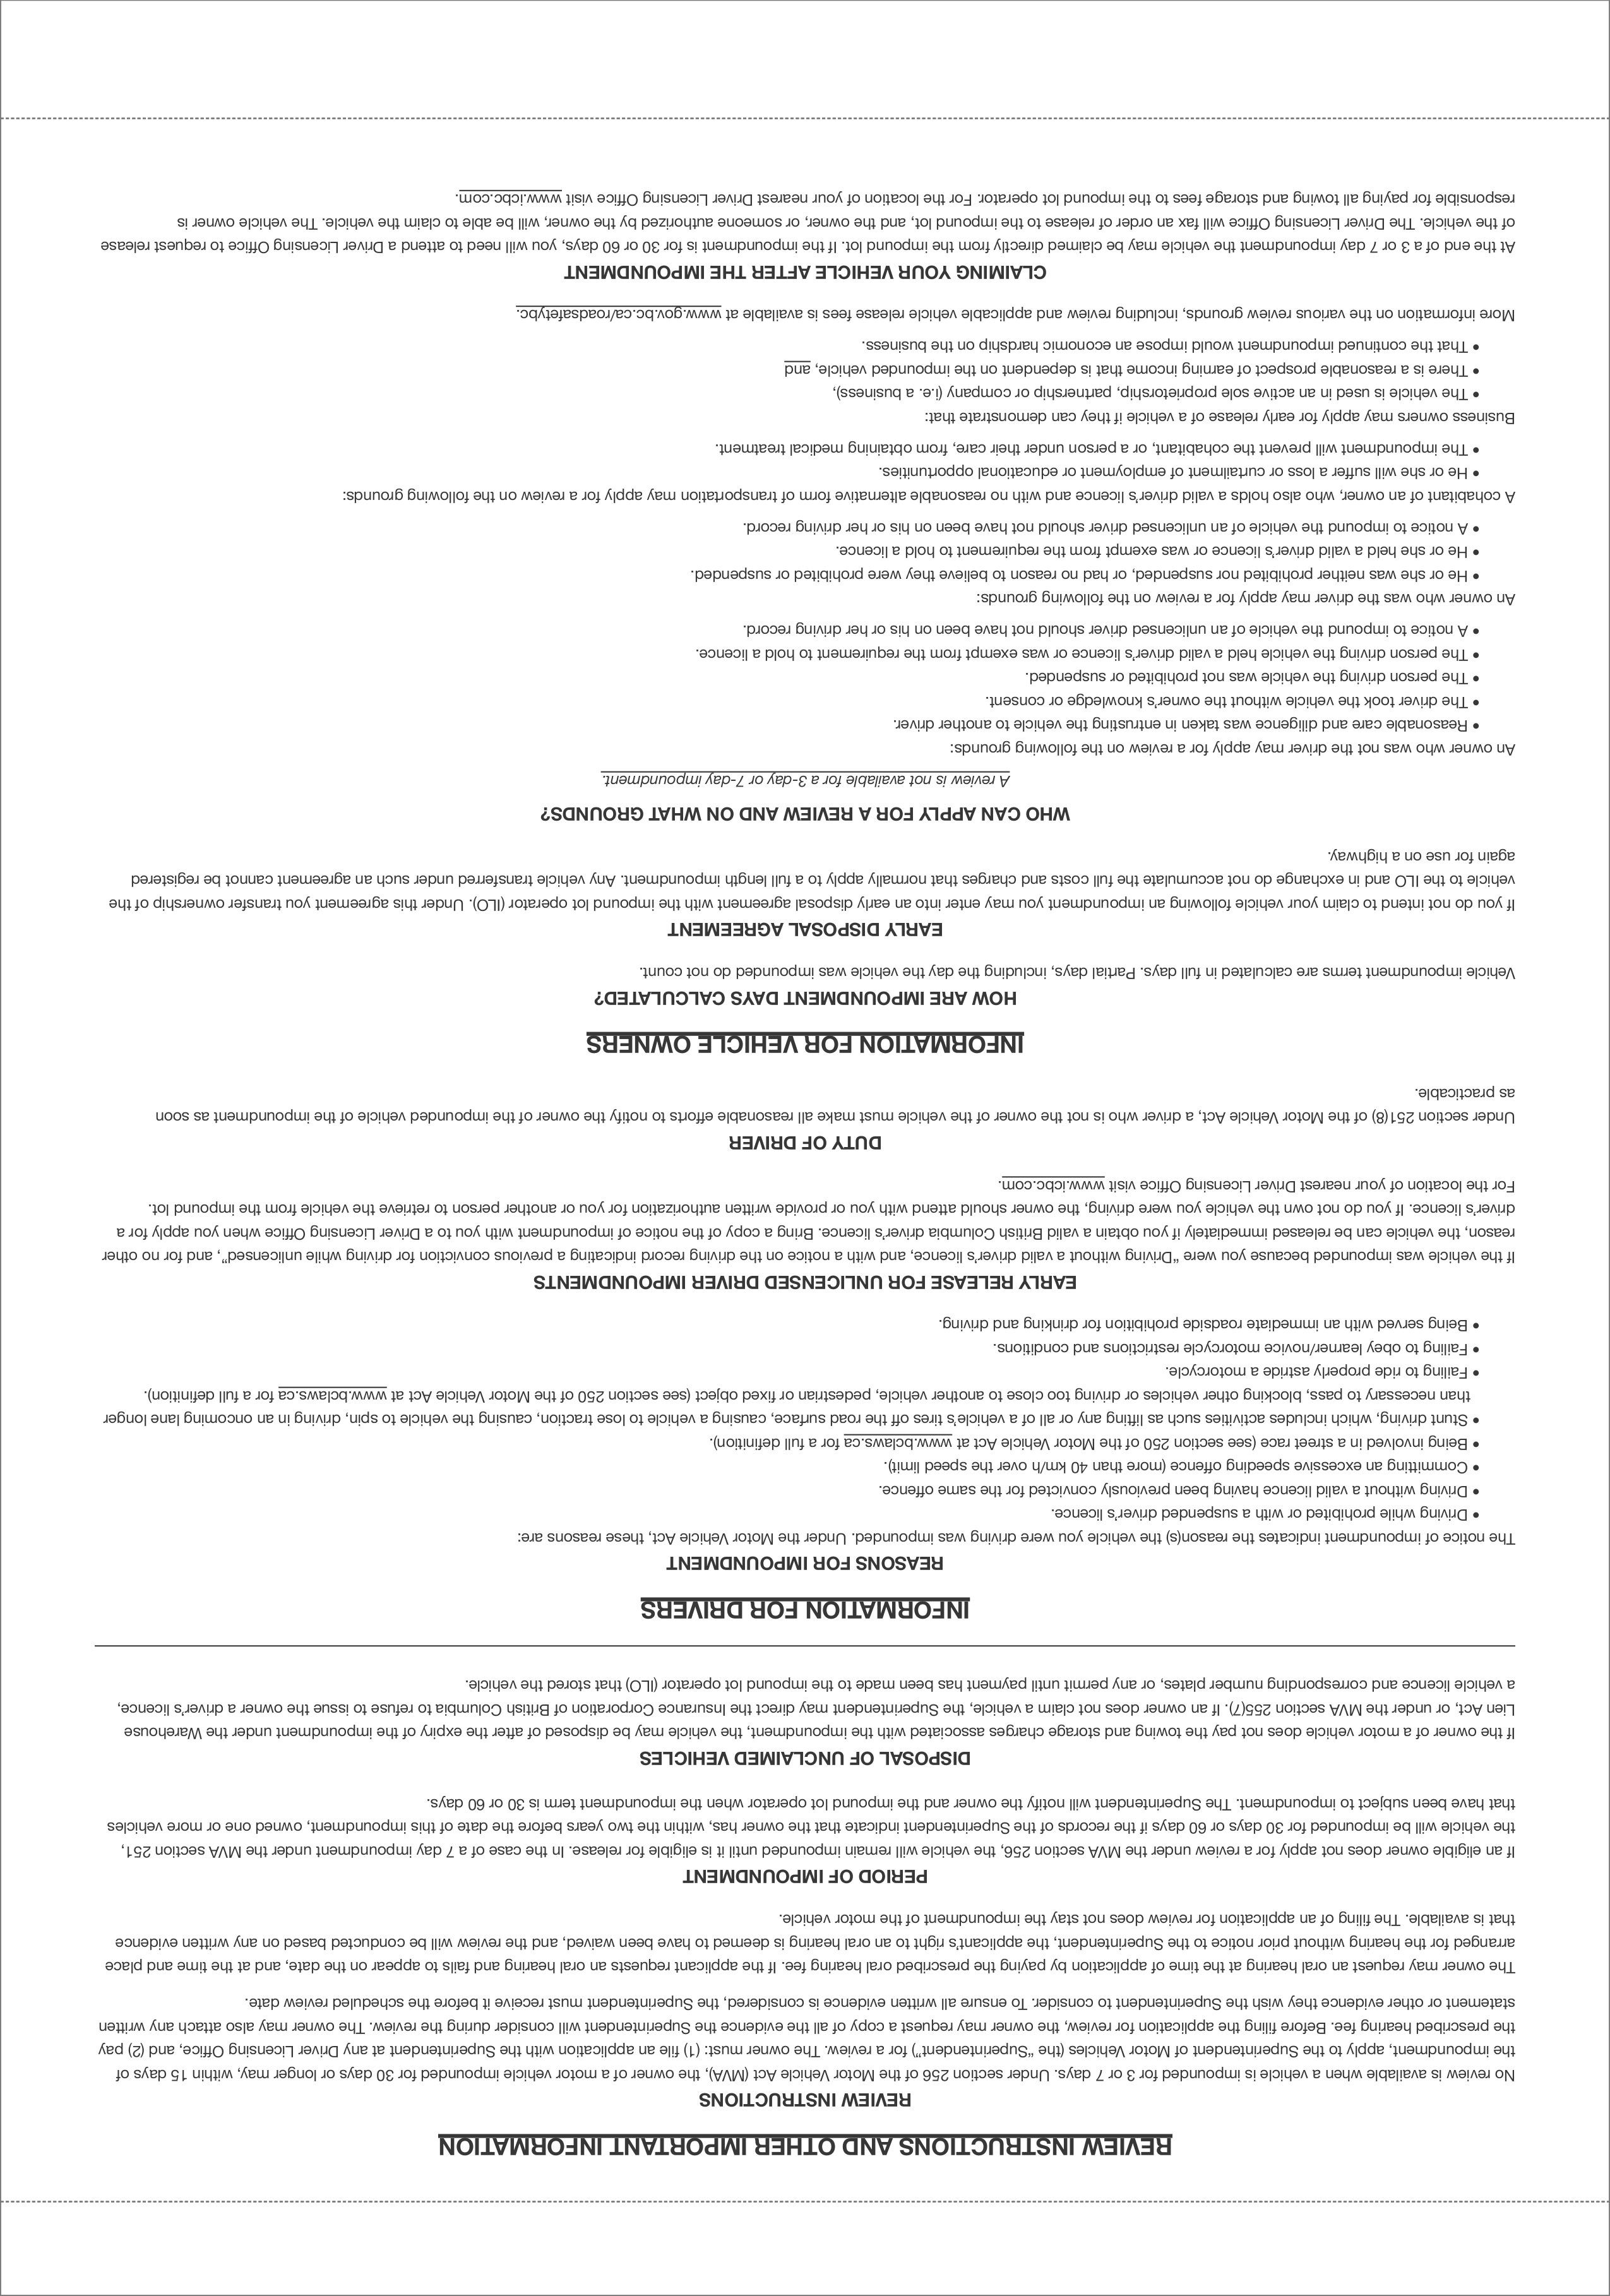 REVIEW INSTRUCTIONS AND OTHER IMPORTANT INFORMATION
REVIEW INSTRUCTIONS
No review is available when a vehicle is impounded for 3 or 7 days. Under section 256 of the Motor Vehicle Act (MVA), the owner of a motor vehicle impounded for 30 days or longer may, within 15 days of
the impoundment, apply to the Superintendent of Motor Vehicles (the “Superintendent”) for a review. The owner must: (1) file an application with the Superintendent at any Driver Licensing Office, and (2) pay
the prescribed hearing fee. Before filing the application for review, the owner may request a copy of all the evidence the Superintendent will consider during the review. The owner may also attach any written
statement or other evidence they wish the Superintendent to consider. To ensure all written evidence is considered, the Superintendent must receive it before the scheduled review date.
The owner may request an oral hearing at the time of application by paying the prescribed oral hearing fee. If the applicant requests an oral hearing and fails to appear on the date, and at the time and place
arranged for the hearing without prior notice to the Superintendent, the applicant’s right to an oral hearing is deemed to have been waived, and the review will be conducted based on any written evidence
that is available. The filing of an application for review does not stay the impoundment of the motor vehicle.
PERIOD OF IMPOUNDMENT
If an eligible owner does not apply for a review under the MVA section 256, the vehicle will remain impounded until it is eligible for release. In the case of a 7 day impoundment under the MVA section 251,
the vehicle will be impounded for 30 days or 60 days if the records of the Superintendent indicate that the owner has, within the two years before the date of this impoundment, owned one or more vehicles
that have been subject to impoundment. The Superintendent will notify the owner and the impound lot operator when the impoundment term is 30 or 60 days.
DISPOSAL OF UNCLAIMED VEHICLES
If the owner of a motor vehicle does not pay the towing and storage charges associated with the impoundment, the vehicle may be disposed of after the expiry of the impoundment under the Warehouse
Lien Act, or under the MVA section 255(7). If an owner does not claim a vehicle, the Superintendent may direct the Insurance Corporation of British Columbia to refuse to issue the owner a driver’s licence,
a vehicle licence and corresponding number plates, or any permit until payment has been made to the impound lot operator (ILO) that stored the vehicle.
INFORMATION FOR DRIVERS
REASONS FOR IMPOUNDMENT
The notice of impoundment indicates the reason(s) the vehicle you were driving was impounded. Under the Motor Vehicle Act, these reasons are:
• Driving while prohibited or with a suspended driver’s licence.
• Driving without a valid licence having been previously convicted for the same offence.
• Committing an excessive speeding offence (more than 40 km/h over the speed limit).
• Being involved in a street race (see section 250 of the Motor Vehicle Act at www.bclaws.ca for a full definition).
• Stunt driving, which includes activities such as lifting any or all of a vehicle’s tires off the road surface, causing a vehicle to lose traction, causing the vehicle to spin, driving in an oncoming lane longer
than necessary to pass, blocking other vehicles or driving too close to another vehicle, pedestrian or fixed object (see section 250 of the Motor Vehicle Act at www.bclaws.ca for a full definition).
• Failing to ride properly astride a motorcycle.
• Failing to obey learner/novice motorcycle restrictions and conditions.
• Being served with an immediate roadside prohibition for drinking and driving.
EARLY RELEASE FOR UNLICENSED DRIVER IMPOUNDMENTS
If the vehicle was impounded because you were “Driving without a valid driver’s licence, and with a notice on the driving record indicating a previous conviction for driving while unlicensed”, and for no other
reason, the vehicle can be released immediately if you obtain a valid British Columbia driver’s licence. Bring a copy of the notice of impoundment with you to a Driver Licensing Office when you apply for a
driver’s licence. If you do not own the vehicle you were driving, the owner should attend with you or provide written authorization for you or another person to retrieve the vehicle from the impound lot.
For the location of your nearest Driver Licensing Office visit www.icbc.com.
DUTY OF DRIVER
Under section 251(8) of the Motor Vehicle Act, a driver who is not the owner of the vehicle must make all reasonable efforts to notify the owner of the impounded vehicle of the impoundment as soon
as practicable.
INFORMATION FOR VEHICLE OWNERS
HOW ARE IMPOUNDMENT DAYS CALCULATED?
Vehicle impoundment terms are calculated in full days. Partial days, including the day the vehicle was impounded do not count.
EARLY DISPOSAL AGREEMENT
If you do not intend to claim your vehicle following an impoundment you may enter into an early disposal agreement with the impound lot operator (ILO). Under this agreement you transfer ownership of the
vehicle to the ILO and in exchange do not accumulate the full costs and charges that normally apply to a full length impoundment. Any vehicle transferred under such an agreement cannot be registered
again for use on a highway.
WHO CAN APPLY FOR A REVIEW AND ON WHAT GROUNDS?
A review is not available for a 3-day or 7-day impoundment.
An owner who was not the driver may apply for a review on the following grounds:
• Reasonable care and diligence was taken in entrusting the vehicle to another driver.
• The driver took the vehicle without the owner’s knowledge or consent.
• The person driving the vehicle was not prohibited or suspended.
• The person driving the vehicle held a valid driver’s licence or was exempt from the requirement to hold a licence.
• A notice to impound the vehicle of an unlicensed driver should not have been on his or her driving record.
An owner who was the driver may apply for a review on the following grounds:
• He or she was neither prohibited nor suspended, or had no reason to believe they were prohibited or suspended.
• He or she held a valid driver’s licence or was exempt from the requirement to hold a licence.
• A notice to impound the vehicle of an unlicensed driver should not have been on his or her driving record.
A cohabitant of an owner, who also holds a valid driver’s licence and with no reasonable alternative form of transportation may apply for a review on the following grounds:
• He or she will suffer a loss or curtailment of employment or educational opportunities.
• The impoundment will prevent the cohabitant, or a person under their care, from obtaining medical treatment.
Business owners may apply for early release of a vehicle if they can demonstrate that:
• The vehicle is used in an active sole proprietorship, partnership or company (i.e. a business),
• There is a reasonable prospect of earning income that is dependent on the impounded vehicle, and
• That the continued impoundment would impose an economic hardship on the business.
More information on the various review grounds, including review and applicable vehicle release fees is available at www.gov.bc.ca/roadsafetybc.
CLAIMING YOUR VEHICLE AFTER THE IMPOUNDMENT
At the end of a 3 or 7 day impoundment the vehicle may be claimed directly from the impound lot. If the impoundment is for 30 or 60 days, you will need to attend a Driver Licensing Office to request release
of the vehicle. The Driver Licensing Office will fax an order of release to the impound lot, and the owner, or someone authorized by the owner, will be able to claim the vehicle. The vehicle owner is
responsible for paying all towing and storage fees to the impound lot operator. For the location of your nearest Driver Licensing Office visit www.icbc.com.